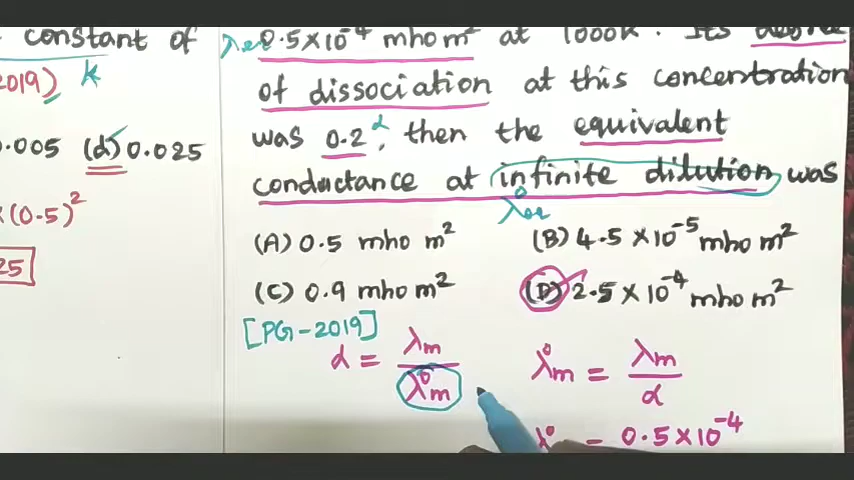 constant of
2019) k
0.005 (d) 0.025
x(0.5)²
25
0.5×10⁻⁴ mho m² at 1000K. Its
of dissociation at this concentration
was 0.2 α, then the equivalent
conductance at infinite dilution was
(A) 0.5 mho m² (B) 4.5 ×10⁻⁵ mho m²
(C) 0.9 mho m² (D) 2.5 ×10⁻⁴ mho m²
[PG-2019]
α = λm / λ°m
λ°m = λm / α
λ° = 0.5×10⁻⁴